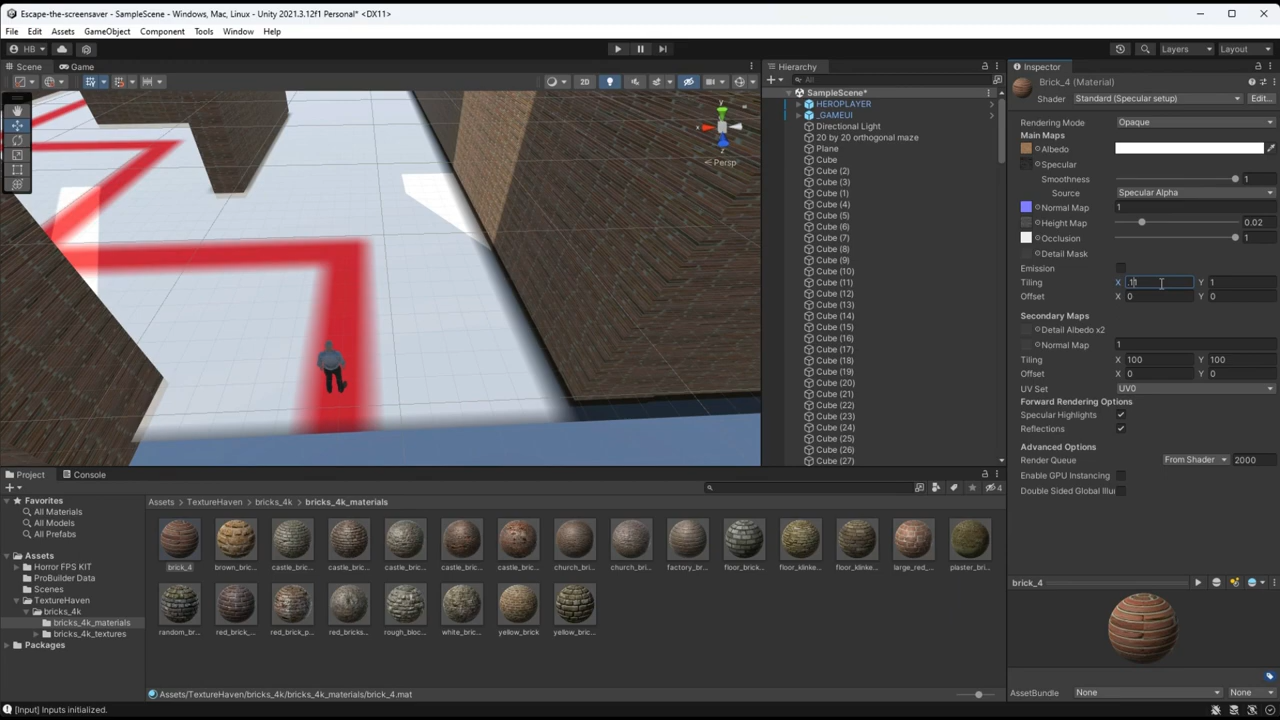 Escape-the-screensaver - SampleScene - Windows, Mac, Linux - Unity 2021.3.12f1 Personal* <DX11>
File Edit Assets GameObject Component Tools Window Help
HB
Layers
Layout
Scene
Game
2D
y
x
Persp
Hierarchy
All
SampleScene*
HEROPLAYER
_GAMEUI
Directional Light
20 by 20 orthogonal maze
Plane
Cube
Cube (2)
Cube (3)
Cube (1)
Cube (4)
Cube (5)
Cube (6)
Cube (7)
Cube (8)
Cube (9)
Cube (10)
Cube (11)
Cube (12)
Cube (13)
Cube (14)
Cube (15)
Cube (16)
Cube (17)
Cube (18)
Cube (19)
Cube (20)
Cube (21)
Cube (22)
Cube (23)
Cube (24)
Cube (25)
Cube (26)
Cube (27)
Inspector
Brick_4 (Material)
Shader Standard (Specular setup) Edit...
Rendering Mode Opaque
Main Maps
Albedo
Specular
Smoothness 1
Source Specular Alpha
Normal Map 1
Height Map 0.02
Occlusion 1
Detail Mask
Emission
Tiling X .11 Y 1
Offset X 0 Y 0
Secondary Maps
Detail Albedo x2
Normal Map 1
Tiling X 100 Y 100
Offset X 0 Y 0
UV Set UV0
Forward Rendering Options
Specular Highlights
Reflections
Advanced Options
Render Queue From Shader 2000
Enable GPU Instancing
Double Sided Global Illur
brick_4
AssetBundle None None
Project
Console
4
Favorites
All Materials
All Models
All Prefabs
Assets
Horror FPS KIT
ProBuilder Data
Scenes
TextureHaven
bricks_4k
bricks_4k_materials
bricks_4k_textures
Packages
Assets > TextureHaven > bricks_4k > bricks_4k_materials
brick_4 brown_bric... castle_bric... castle_bric... castle_bric... castle_bric... castle_bric... church_bri... church_bri... factory_br... floor_brick... floor_klinke... floor_klinke... large_red_... plaster_bri...
random_br... red_brick_... red_brick_p... red_bricks... rough_bloc... white_bric... yellow_brick yellow_bric...
Assets/TextureHaven/bricks_4k/bricks_4k_materials/brick_4.mat
[Input] Inputs initialized.